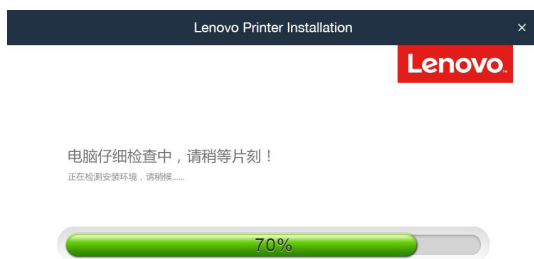 Lenovo Printer Installation ×
Lenovo
电脑仔细检查中，请稍等片刻！
正在检测安装环境，请稍候......
70%